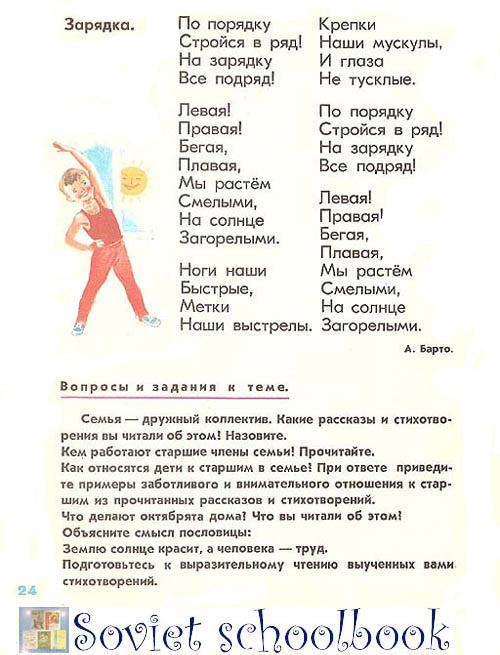 Зарядка.
По порядку
Стройся в ряд!
На зарядку
Все подряд!
Левая!
Правая!
Бегая,
Плавая,
Мы растём
Смелыми,
На солнце
Загорелыми.
Ноги наши
Быстрые,
Метки
Наши выстрелы.
Крепки
Наши мускулы,
И глаза
Не тусклые.
По порядку
Стройся в ряд!
На зарядку
Все подряд!
Левая!
Правая!
Бегая,
Плавая,
Мы растём
Смелыми,
На солнце
Загорелыми.
А. Барто.
Вопросы и задания к теме.
Семья — дружный коллектив. Какие рассказы и стихотво-
рения вы читали об этом? Назовите.
Кем работают старшие члены семьи? Прочитайте.
Как относятся дети к старшим в семье? При ответе приведи-
те примеры заботливого и внимательного отношения к стар-
шим из прочитанных рассказов и стихотворений.
Что делают октябрята дома? Что вы читали об этом?
Объясните смысл пословицы:
Землю солнце красит, а человека — труд.
Подготовьтесь к выразительному чтению выученных вами
стихотворений.
24
Soviet schoolbook